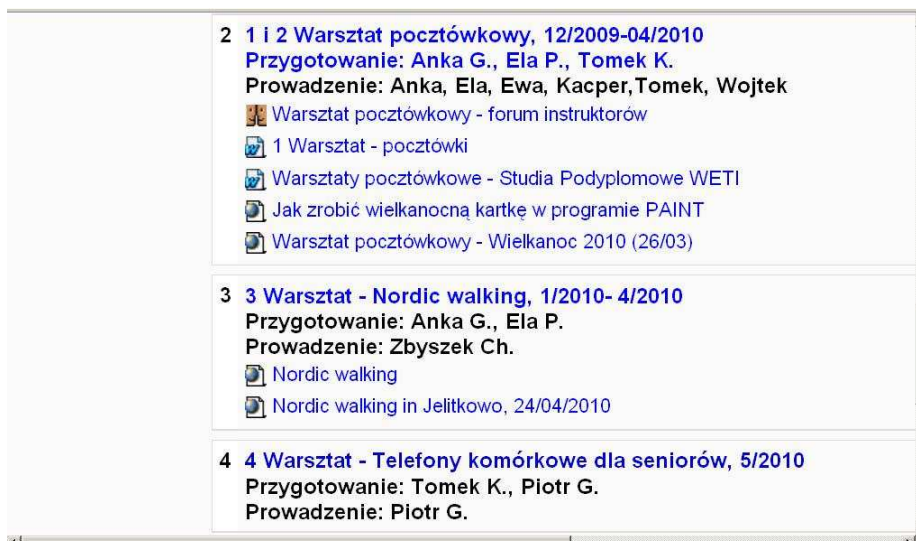 2 1 i 2 Warsztat pocztówkowy, 12/2009-04/2010
Przygotowanie: Anka G., Ela P., Tomek K.
Prowadzenie: Anka, Ela, Ewa, Kacper,Tomek, Wojtek
Warsztat pocztówkowy - forum instruktorów
1 Warsztat - pocztówki
Warsztaty pocztówkowe - Studia Podyplomowe WETI
Jak zrobić wielkanocną kartkę w programie PAINT
Warsztat pocztówkowy - Wielkanoc 2010 (26/03)
3 3 Warsztat - Nordic walking, 1/2010- 4/2010
Przygotowanie: Anka G., Ela P.
Prowadzenie: Zbyszek Ch.
Nordic walking
Nordic walking in Jelitkowo, 24/04/2010
4 4 Warsztat - Telefony komórkowe dla seniorów, 5/2010
Przygotowanie: Tomek K., Piotr G.
Prowadzenie: Piotr G.